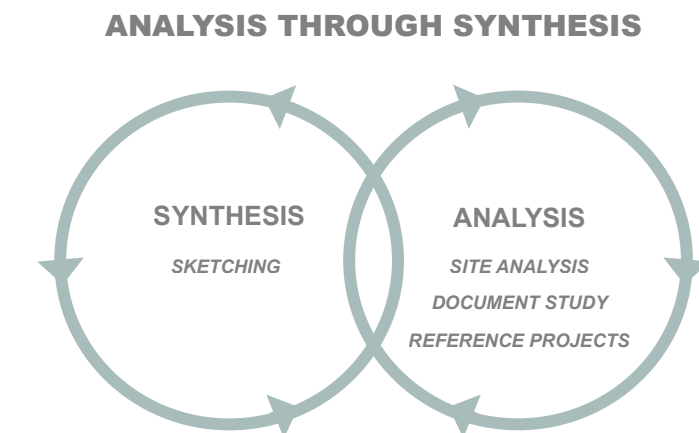 ANALYSIS THROUGH SYNTHESIS
SYNTHESIS
SKETCHING
ANALYSIS
SITE ANALYSIS
DOCUMENT STUDY
REFERENCE PROJECTS